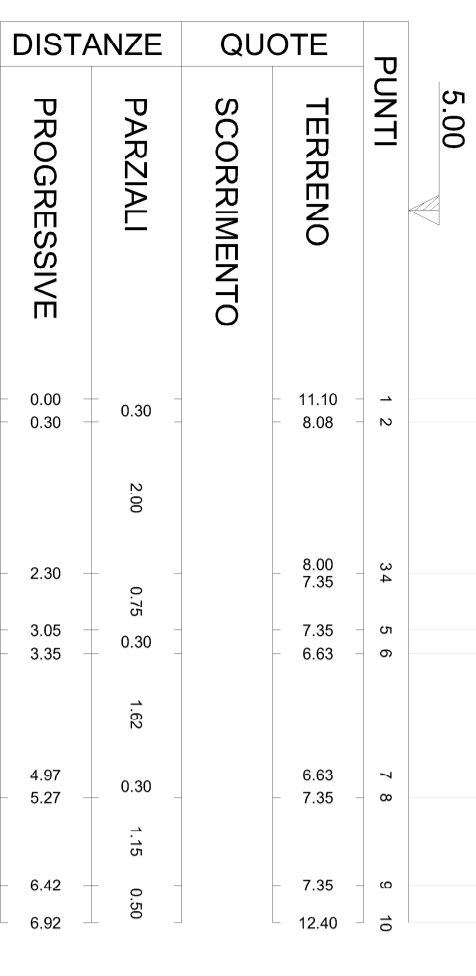 5.00
PUNTI 1 2 3 4 5 6 7 8 9 10
QUOTE
TERRENO 11.10 8.08 8.00 7.35 7.35 6.63 6.63 7.35 7.35 12.40
SCORRIMENTO
DISTANZE
PARZIALI 0.30 2.00 0.75 0.30 1.62 0.30 1.15 0.50
PROGRESSIVE 0.00 0.30 2.30 3.05 3.35 4.97 5.27 6.42 6.92